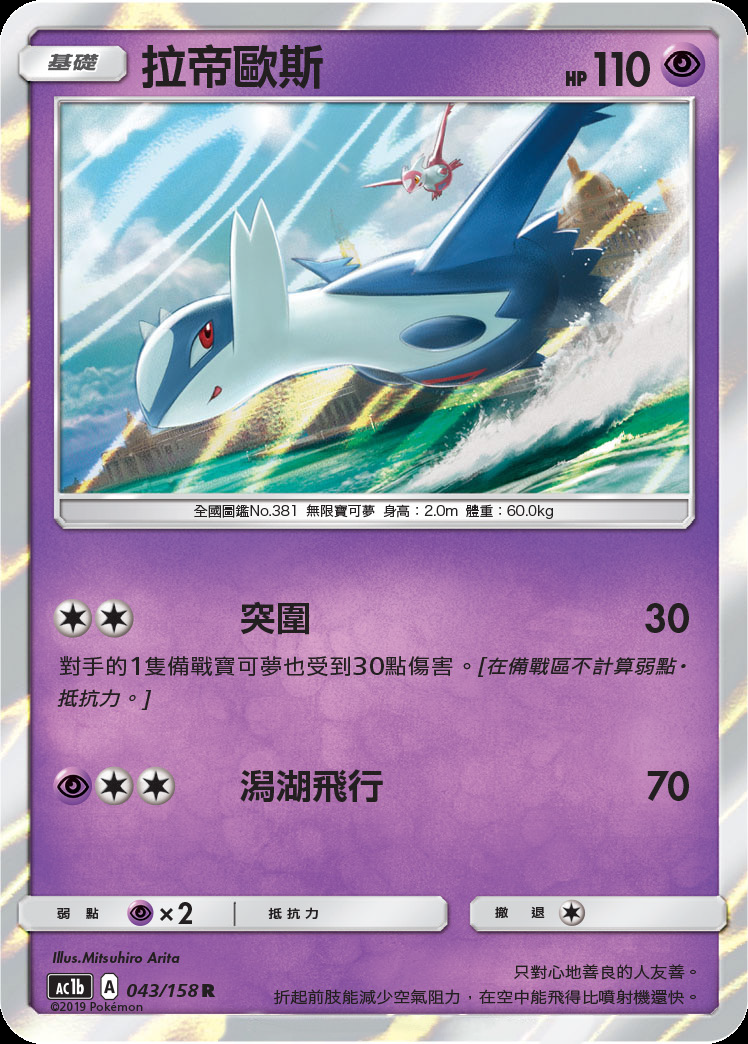 基礎 拉帝歐斯 HP 110
全國圖鑑No.381 無限寶可夢 身高：2.0m 體重：60.0kg
突圍 30
對手的1隻備戰寶可夢也受到30點傷害。[在備戰區不計算弱點・
抵抗力。]
潟湖飛行 70
弱點 ×2 抵抗力 撤退
Illus.Mitsuhiro Arita
只對心地善良的人友善。
AC1b A 043/158 R
折起前肢能減少空氣阻力，在空中能飛得比噴射機還快。
©2019 Pokémon